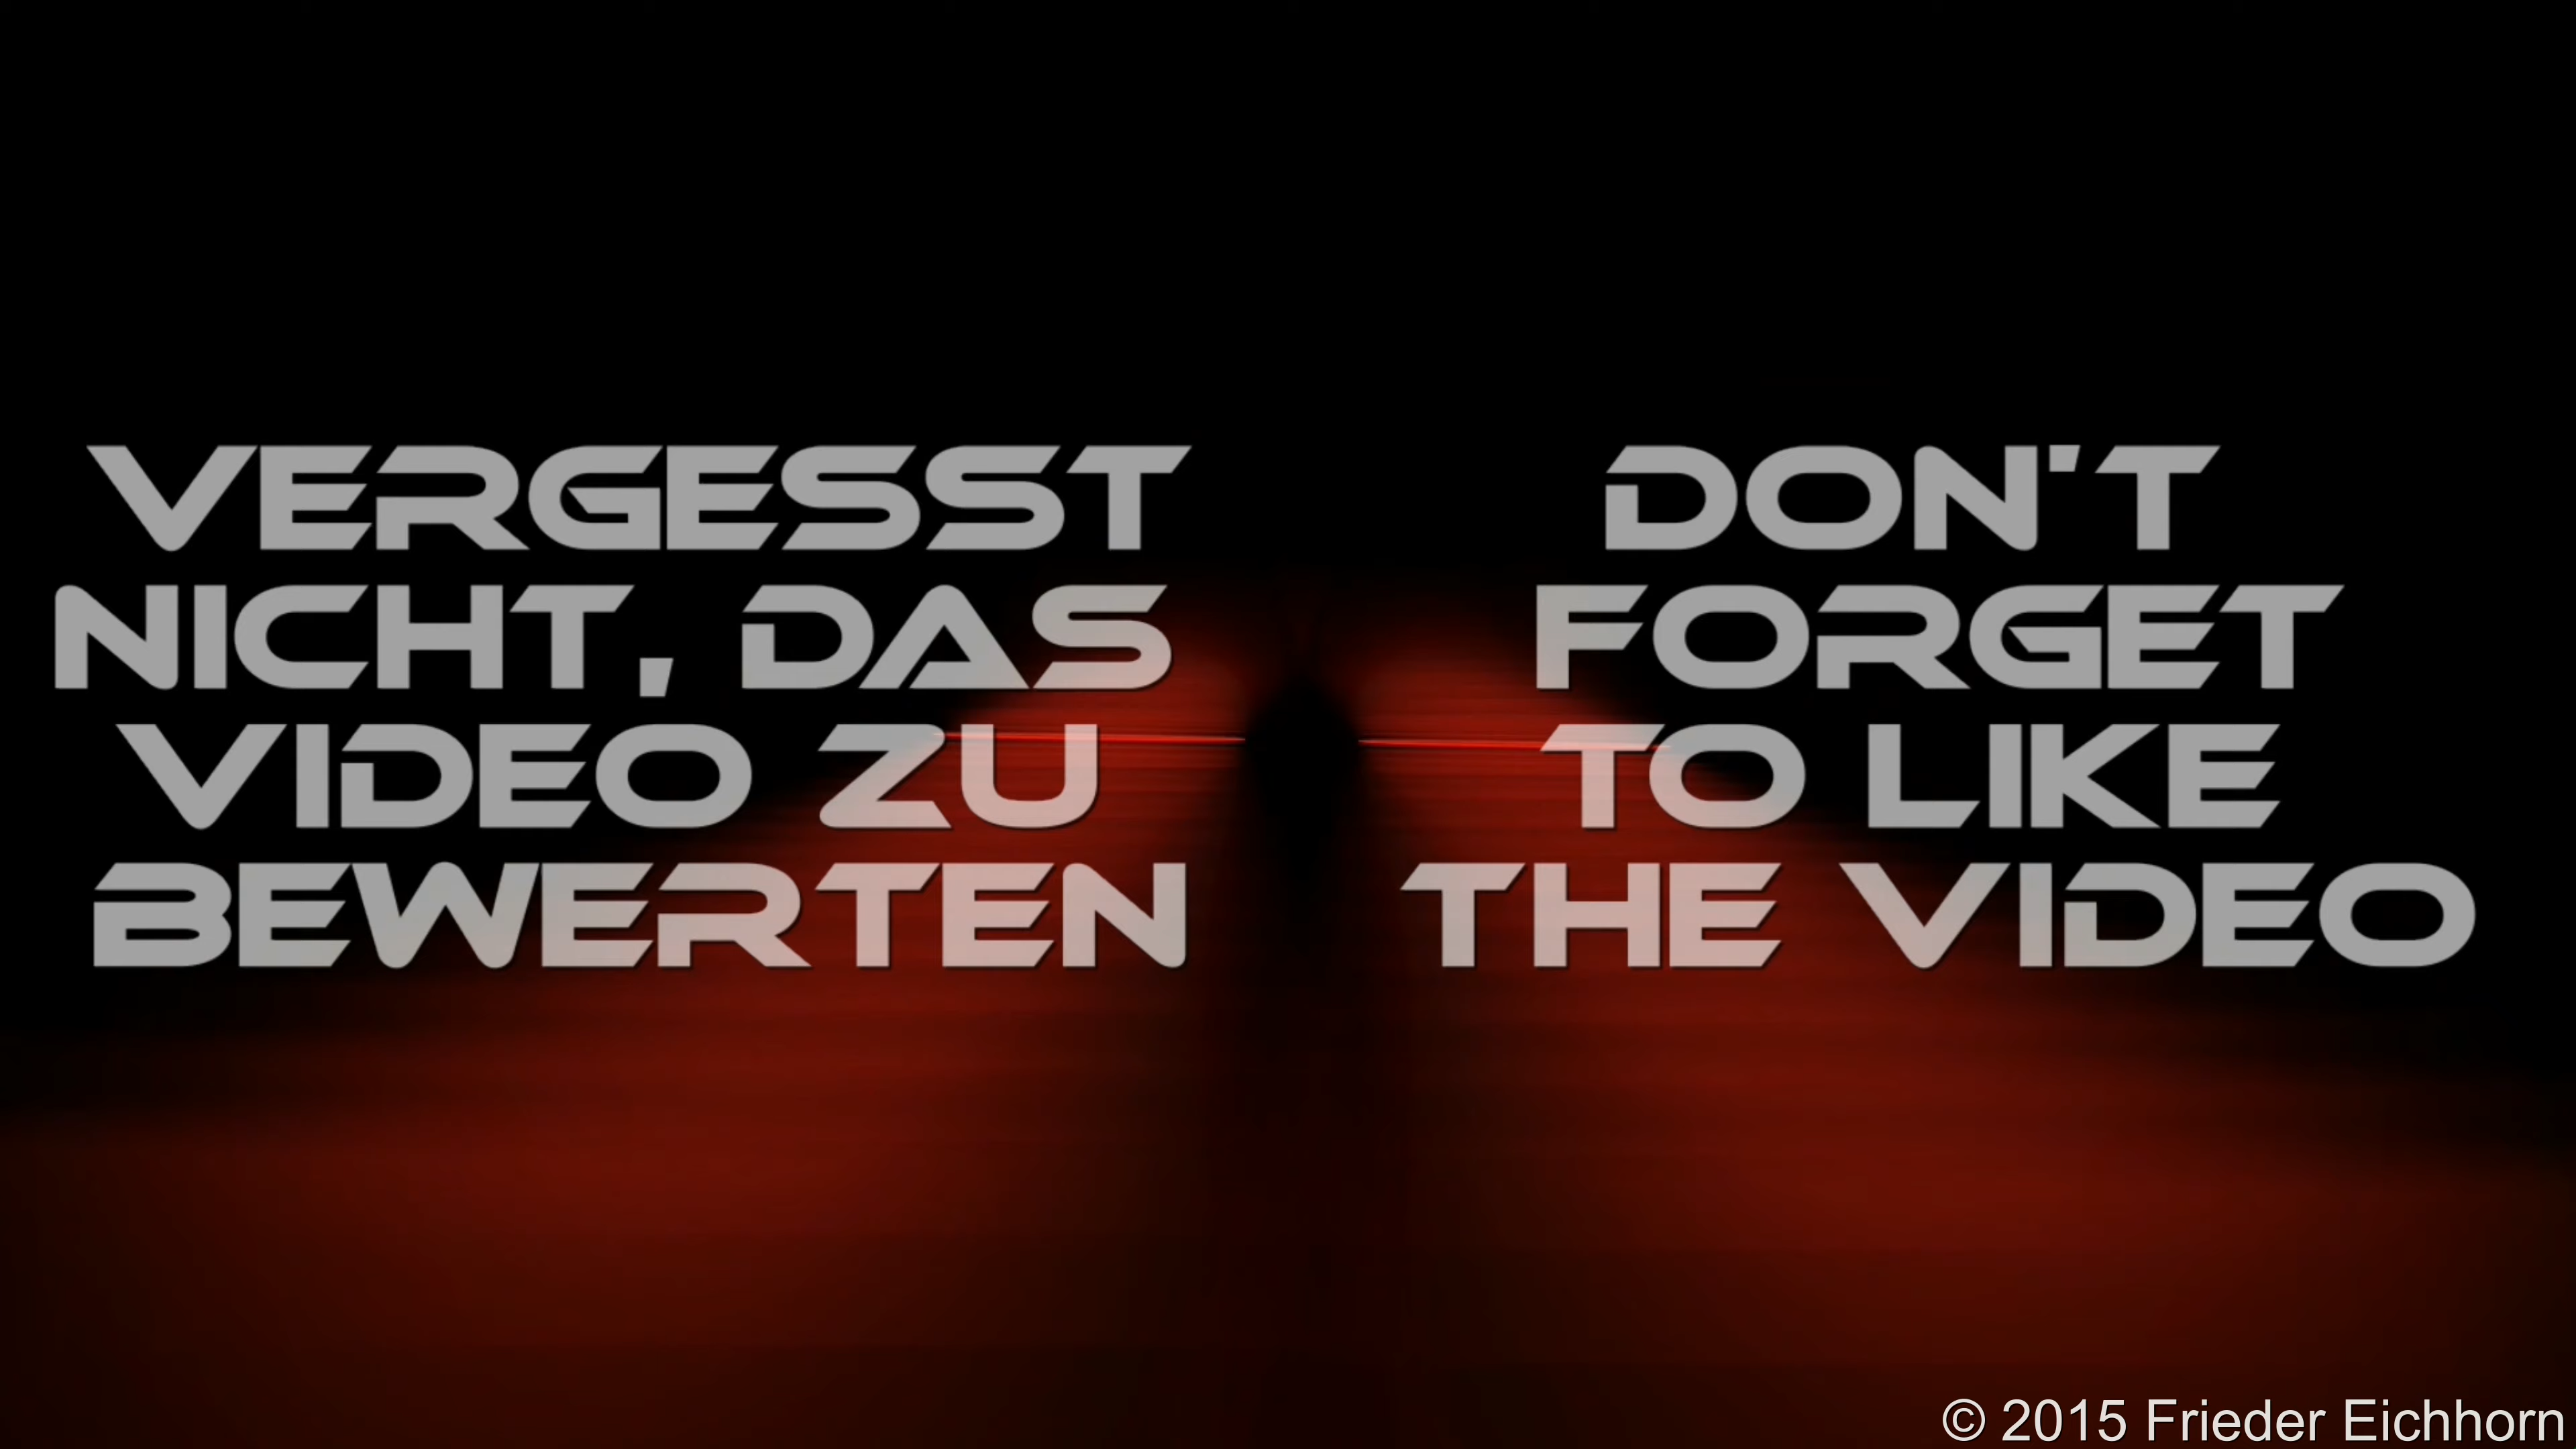 VERGESST
NICHT, DAS
VIDEO ZU
BEWERTEN
DON'T
FORGET
TO LIKE
THE VIDEO
© 2015 Frieder Eichhorn